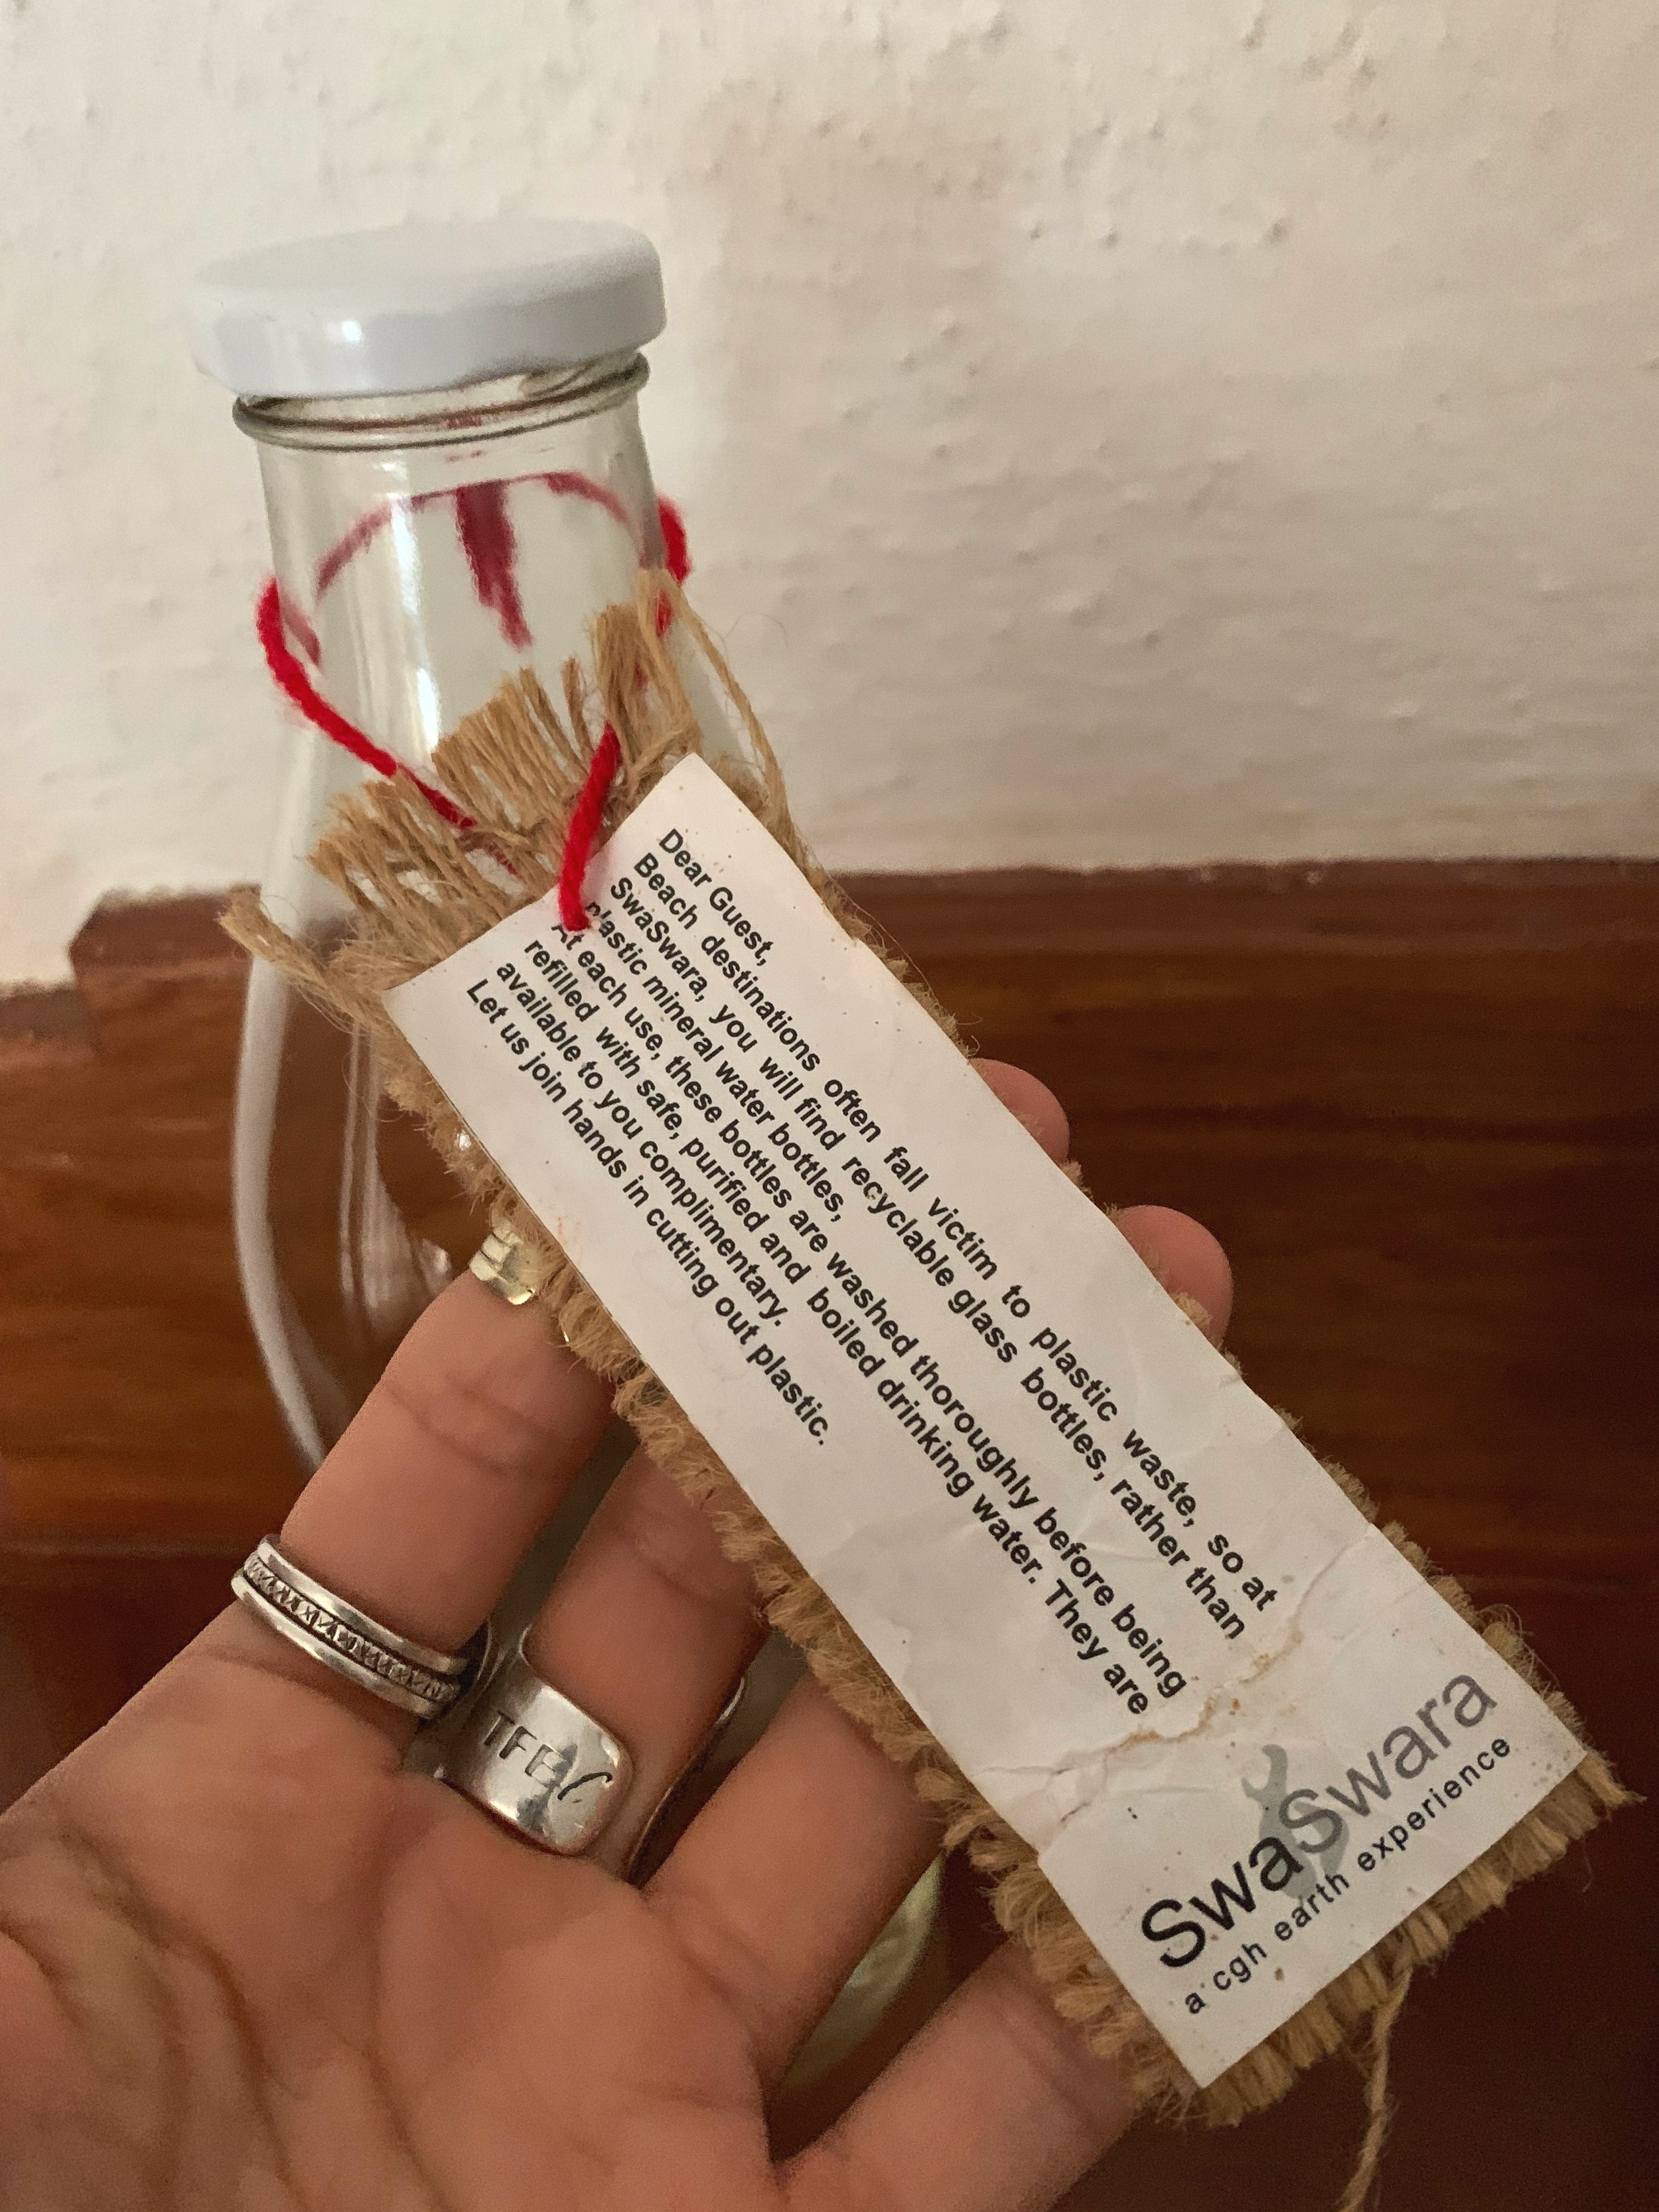 Dear Guest,
Beach destinations often fall victim to plastic waste, so at
SwaSwara, you will find recyclable glass bottles, rather than
plastic mineral water bottles,
At each use, these bottles are washed thoroughly before being
refilled with safe, purified and boiled drinking water. They are
available to you complimentary.
Let us join hands in cutting out plastic.
SwaSwara
a cgh earth experience